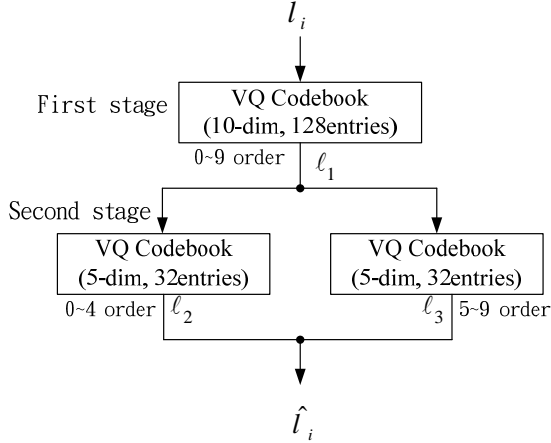 l_i
First stage
VQ Codebook
(10-dim, 128entries)
0~9 order
ℓ_1
Second stage
VQ Codebook
(5-dim, 32entries)
VQ Codebook
(5-dim, 32entries)
0~4 order
ℓ_2
ℓ_3
5~9 order
l̂_i